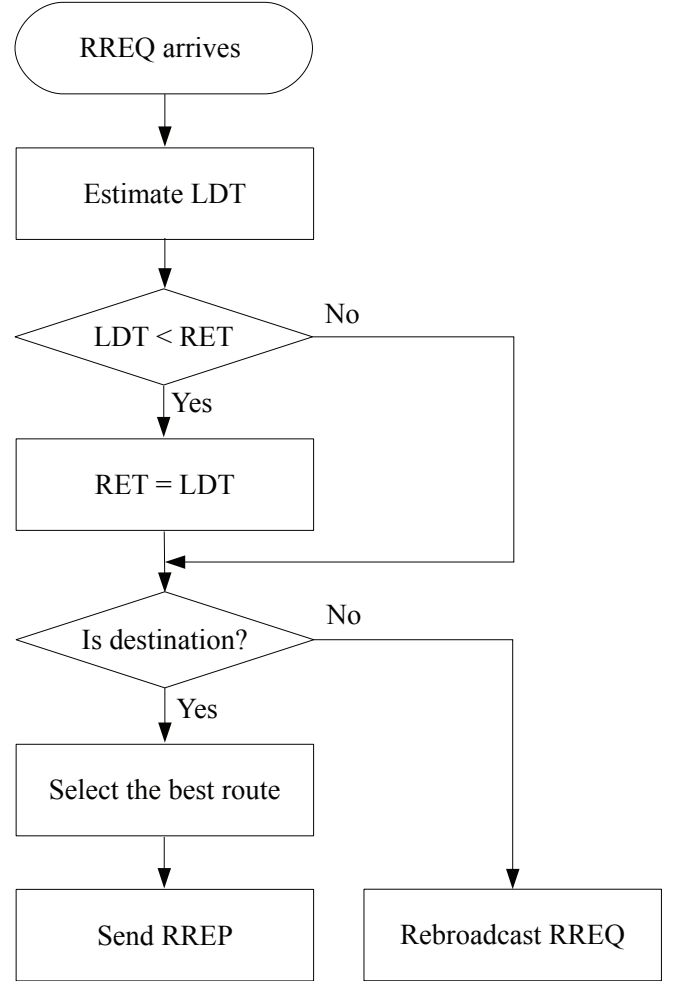 RREQ arrives
Estimate LDT
LDT < RET
No
Yes
RET = LDT
Is destination?
No
Yes
Select the best route
Send RREP
Rebroadcast RREQ